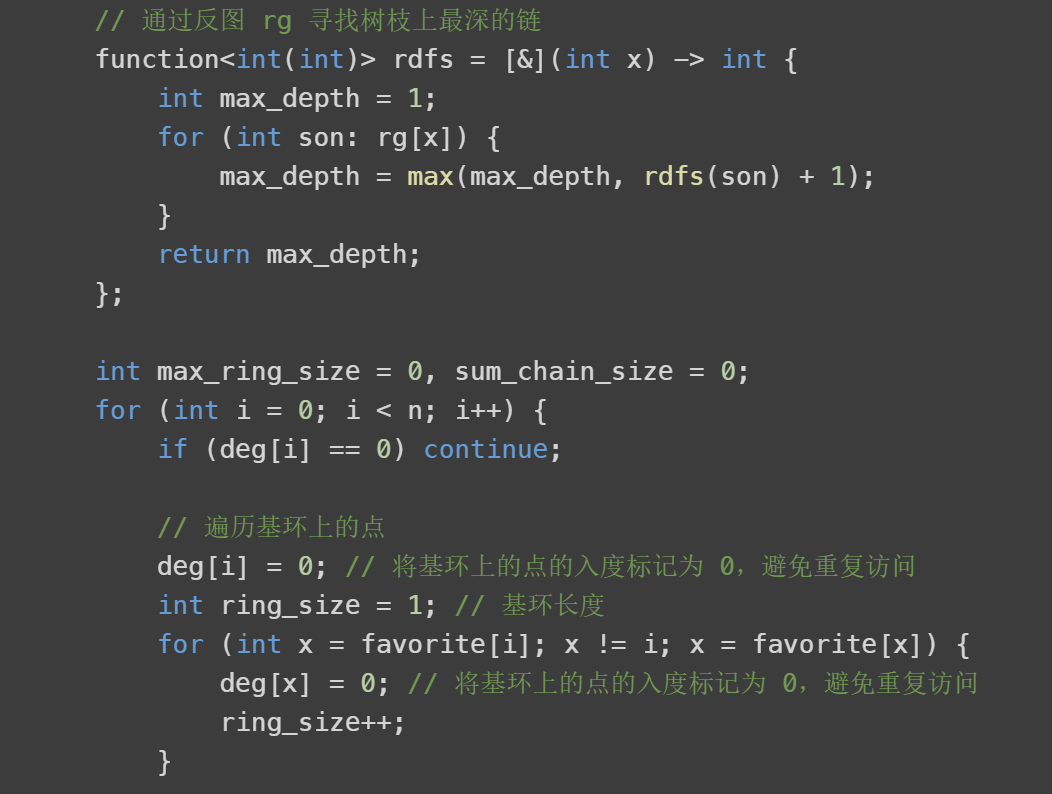 // 通过反图 rg 寻找树枝上最深的链
function<int(int)> rdfs = [&](int x) -> int {
    int max_depth = 1;
    for (int son: rg[x]) {
        max_depth = max(max_depth, rdfs(son) + 1);
    }
    return max_depth;
};

int max_ring_size = 0, sum_chain_size = 0;
for (int i = 0; i < n; i++) {
    if (deg[i] == 0) continue;

    // 遍历基环上的点
    deg[i] = 0; // 将基环上的点的入度标记为 0，避免重复访问
    int ring_size = 1; // 基环长度
    for (int x = favorite[i]; x != i; x = favorite[x]) {
        deg[x] = 0; // 将基环上的点的入度标记为 0，避免重复访问
        ring_size++;
    }